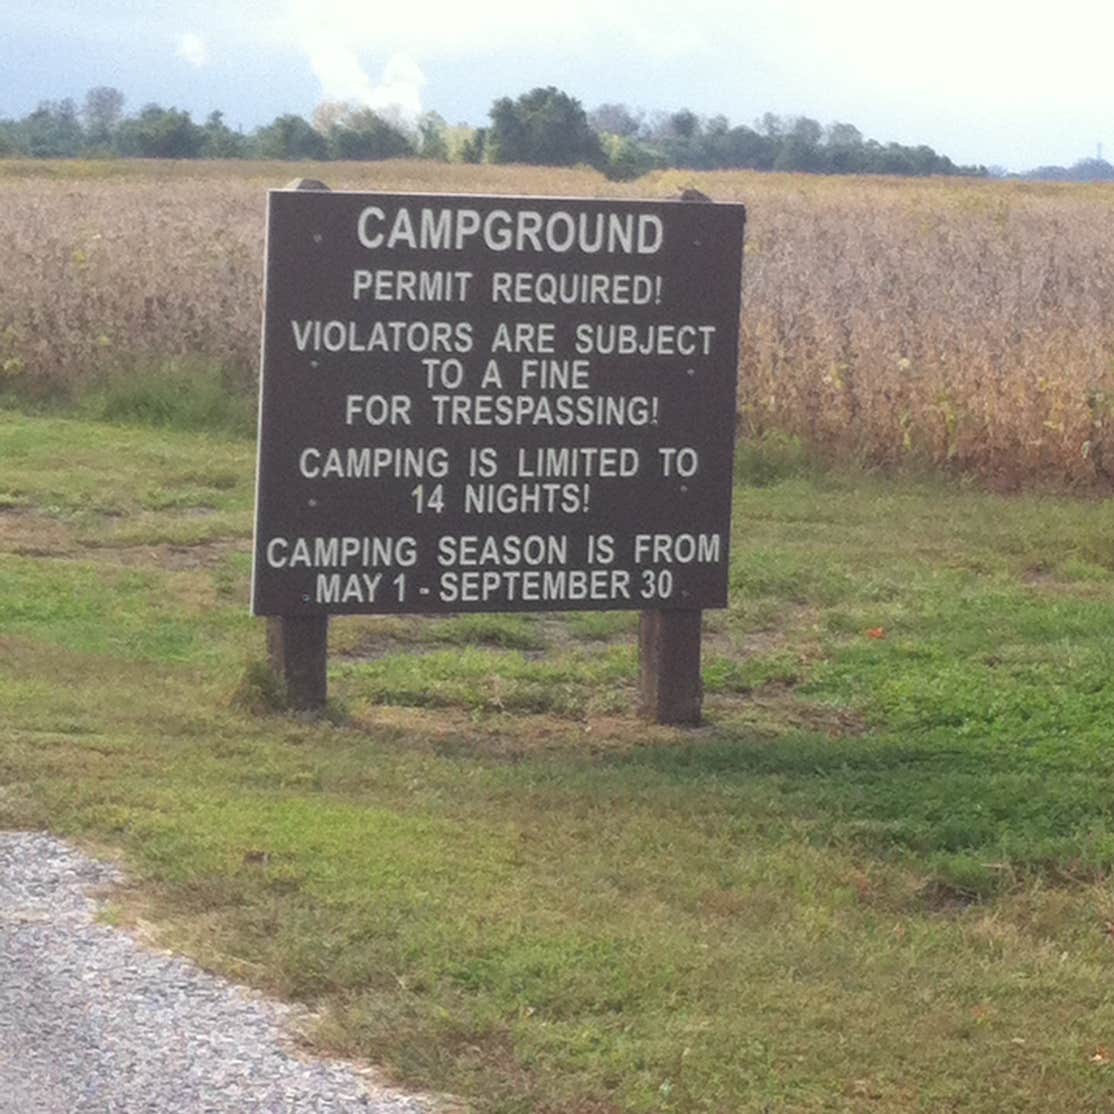 CAMPGROUND
PERMIT REQUIRED!
VIOLATORS ARE SUBJECT
TO A FINE
FOR TRESPASSING!
CAMPING IS LIMITED TO
14 NIGHTS!
CAMPING SEASON IS FROM
MAY 1 - SEPTEMBER 30